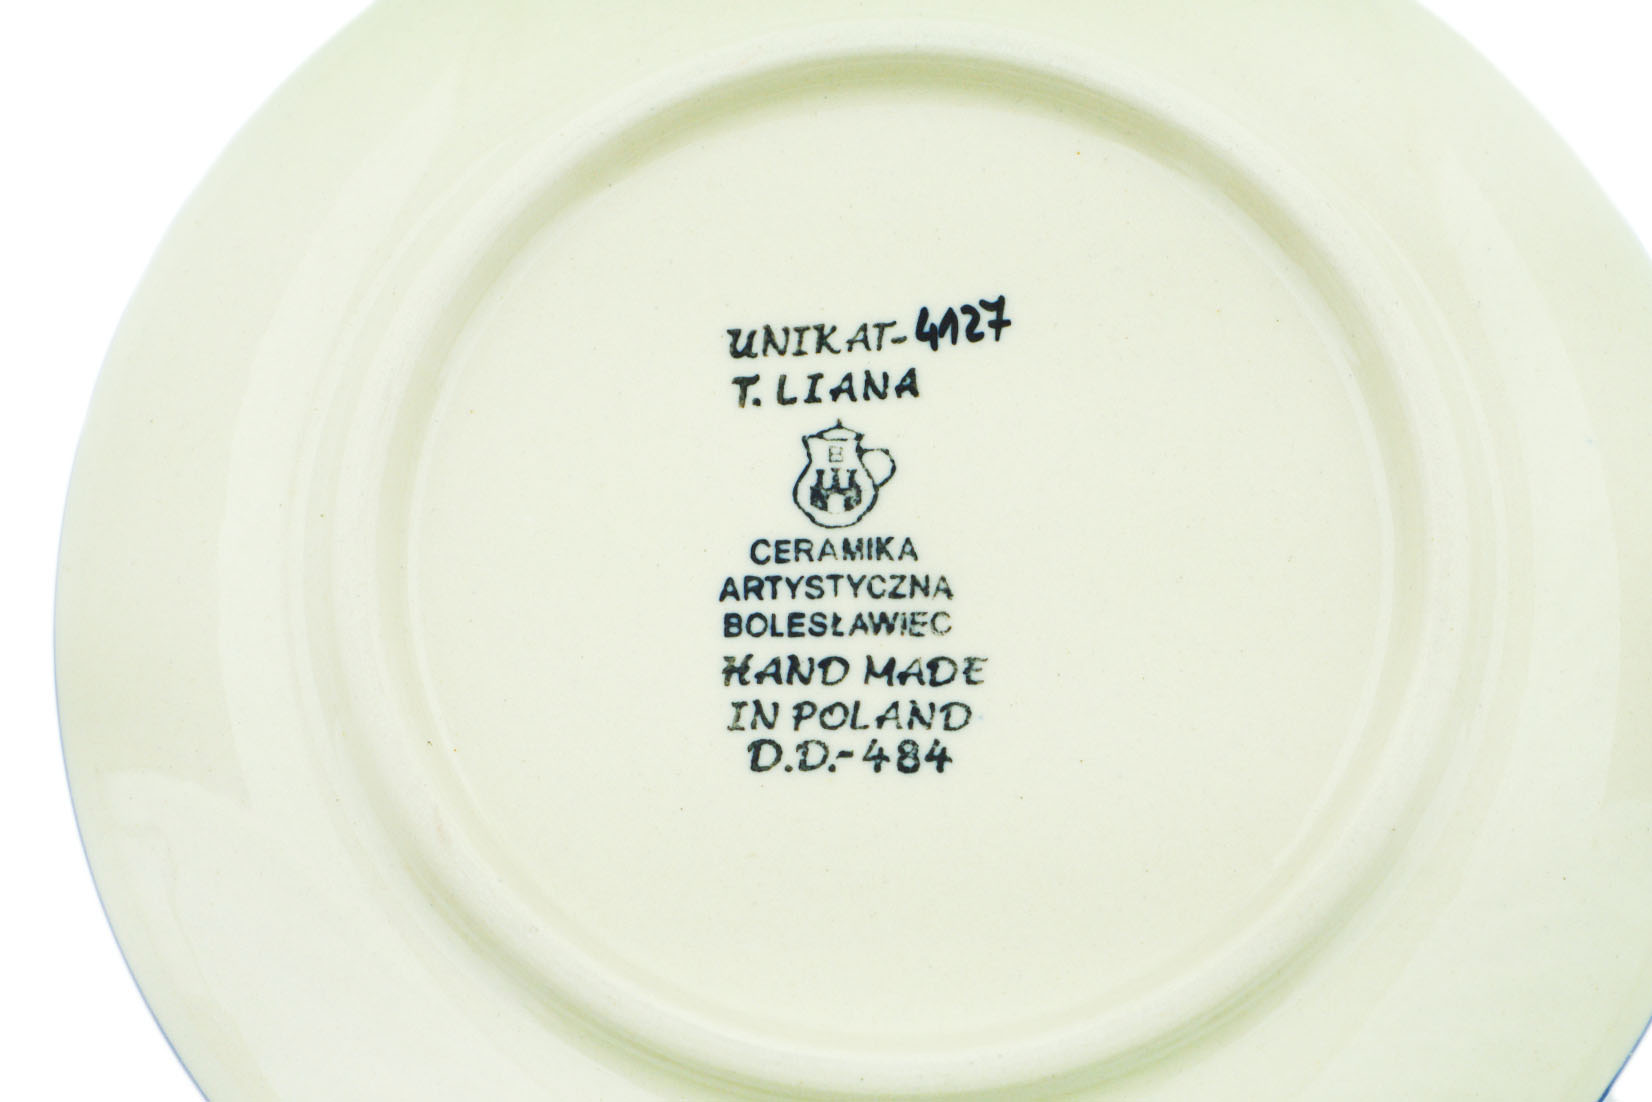 UNIKAT-4127
T. LIANA
B
CERAMIKA
ARTYSTYCZNA
BOLESŁAWIEC
HAND MADE
IN POLAND
D.D.-484